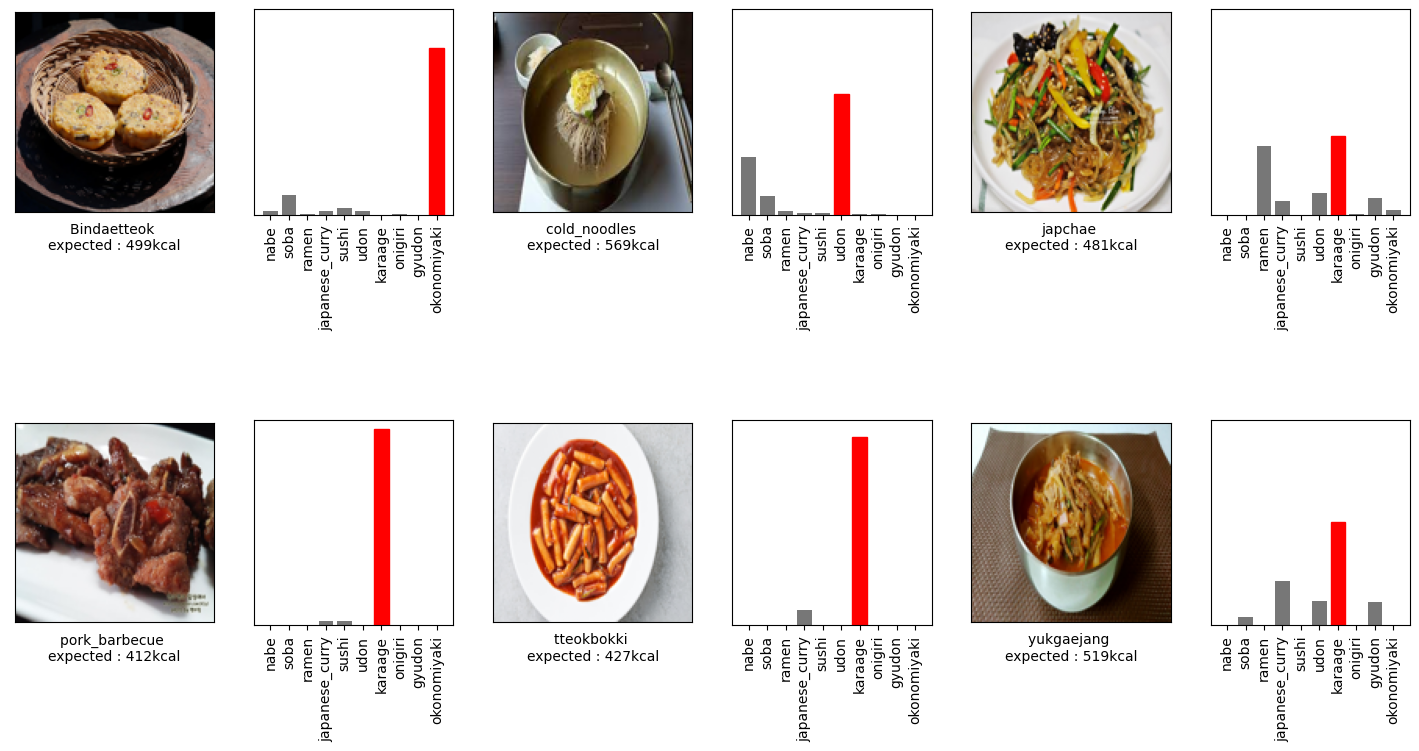 Bindaetteok
expected : 499kcal
nabe
soba
ramen
japanese_curry
sushi
udon
karaage
onigiri
gyudon
okonomiyaki
cold_noodles
expected : 569kcal
nabe
soba
ramen
japanese_curry
sushi
udon
karaage
onigiri
gyudon
okonomiyaki
japchae
expected : 481kcal
nabe
soba
ramen
japanese_curry
sushi
udon
karaage
onigiri
gyudon
okonomiyaki
pork_barbecue
expected : 412kcal
nabe
soba
ramen
japanese_curry
sushi
udon
karaage
onigiri
gyudon
okonomiyaki
tteokbokki
expected : 427kcal
nabe
soba
ramen
japanese_curry
sushi
udon
karaage
onigiri
gyudon
okonomiyaki
yukgaejang
expected : 519kcal
nabe
soba
ramen
japanese_curry
sushi
udon
karaage
onigiri
gyudon
okonomiyaki